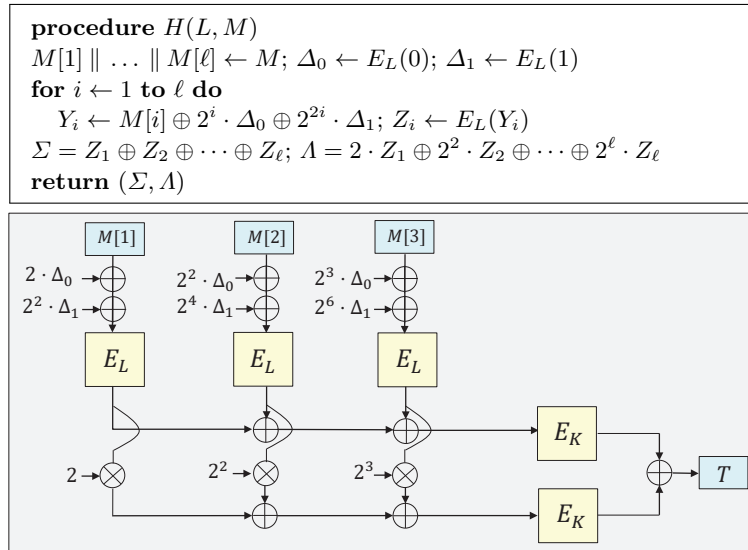 procedure H(L, M)
M[1] ∥ … ∥ M[ℓ] ← M; Δ₀ ← E_L(0); Δ₁ ← E_L(1)
for i ← 1 to ℓ do
Y_i ← M[i] ⊕ 2^i · Δ₀ ⊕ 2^{2i} · Δ₁; Z_i ← E_L(Y_i)
Σ = Z₁ ⊕ Z₂ ⊕ ⋯ ⊕ Z_ℓ; Λ = 2 · Z₁ ⊕ 2² · Z₂ ⊕ ⋯ ⊕ 2^ℓ · Z_ℓ
return (Σ, Λ)
M[1] M[2] M[3]
2 · Δ₀ 2² · Δ₀ 2³ · Δ₀
2² · Δ₁ 2⁴ · Δ₁ 2⁶ · Δ₁
E_L E_L E_L
E_K
2 2² 2³ T
E_K